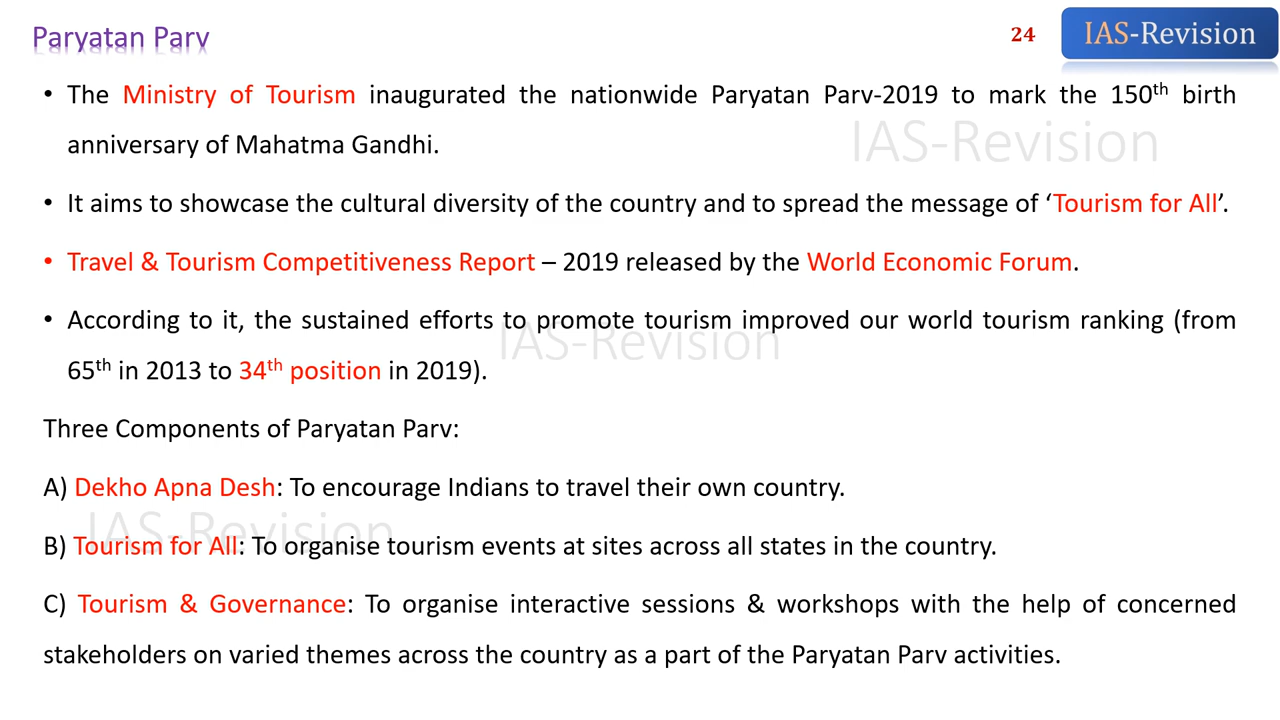 Paryatan Parv
24
IAS-Revision
• The Ministry of Tourism inaugurated the nationwide Paryatan Parv-2019 to mark the 150th birth
anniversary of Mahatma Gandhi.
IAS-Revision
• It aims to showcase the cultural diversity of the country and to spread the message of ‘Tourism for All’.
• Travel & Tourism Competitiveness Report – 2019 released by the World Economic Forum.
• According to it, the sustained efforts to promote tourism improved our world tourism ranking (from
IAS-Revision
65th in 2013 to 34th position in 2019).
Three Components of Paryatan Parv:
A) Dekho Apna Desh: To encourage Indians to travel their own country.
IAS-Revision
B) Tourism for All: To organise tourism events at sites across all states in the country.
C) Tourism & Governance: To organise interactive sessions & workshops with the help of concerned
stakeholders on varied themes across the country as a part of the Paryatan Parv activities.